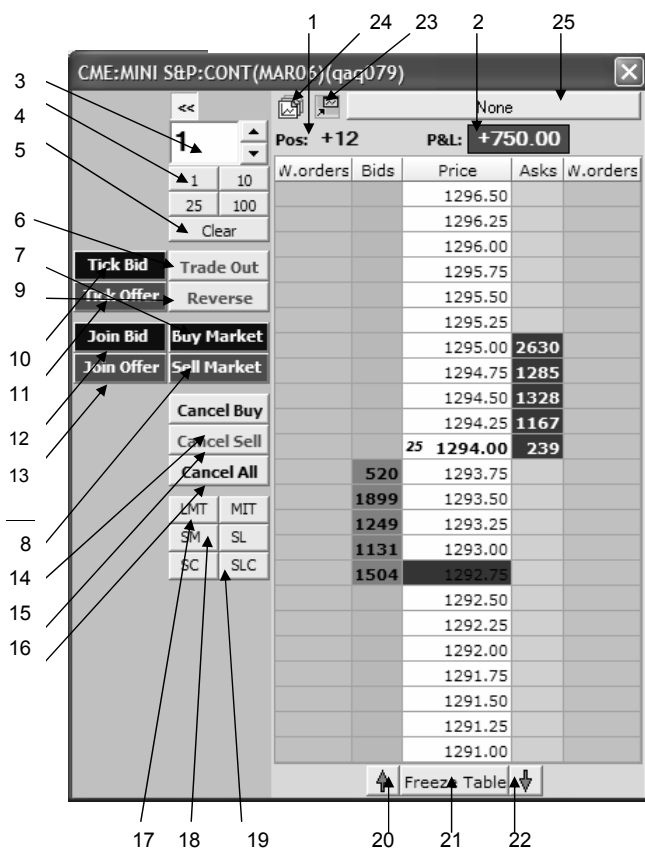 1 24 23 2 25
CME:MINI S&P:CONT(MAR06)(qaq079)
3
<< None
4
1 Pos: +12 P&L: +750.00
5
W.orders Bids Price Asks W.orders
1 10
25 100
Clear
1296.50
1296.25
6
Tick Bid Trade Out
1296.00
1295.75
7
9
Tick Offer Reverse
1295.50
1295.25
10
Join Bid Buy Market
1295.00 2630
11
Join Offer Sell Market
1294.75 1285
12
1294.50 1328
Cancel Buy
1294.25 1167
13
Cancel Sell
25 1294.00 239
Cancel All
520 1293.75
LMT MIT
1899 1293.50
8
SM SL
1249 1293.25
14
1131 1293.00
SC SLC
15
1504 1292.75
16
1292.50
1292.25
1292.00
1291.75
1291.50
1291.25
1291.00
Freeze Table
17 18 19 20 21 22